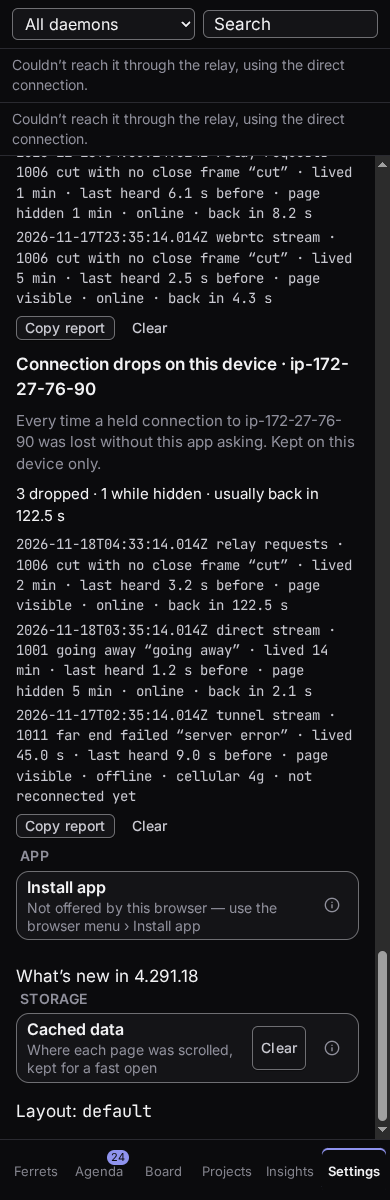 All daemons
Search
Couldn’t reach it through the relay, using the direct
connection.
Couldn’t reach it through the relay, using the direct
connection.
1006 cut with no close frame “cut” · lived
1 min · last heard 6.1 s before · page
hidden 1 min · online · back in 8.2 s
2026-11-17T23:35:14.014Z webrtc stream ·
1006 cut with no close frame “cut” · lived
5 min · last heard 2.5 s before · page
visible · online · back in 4.3 s
Copy report Clear
Connection drops on this device · ip-172-
27-76-90
Every time a held connection to ip-172-27-76-
90 was lost without this app asking. Kept on this
device only.
3 dropped · 1 while hidden · usually back in
122.5 s
2026-11-18T04:33:14.014Z relay requests ·
1006 cut with no close frame “cut” · lived
2 min · last heard 3.2 s before · page
visible · online · back in 122.5 s
2026-11-18T03:35:14.014Z direct stream ·
1001 going away “going away” · lived 14
min · last heard 1.2 s before · page
hidden 5 min · online · back in 2.1 s
2026-11-17T02:35:14.014Z tunnel stream ·
1011 far end failed “server error” · lived
45.0 s · last heard 9.0 s before · page
visible · offline · cellular 4g · not
reconnected yet
Copy report Clear
APP
Install app
Not offered by this browser — use the
browser menu › Install app
What’s new in 4.291.18
STORAGE
Cached data
Where each page was scrolled,
kept for a fast open
Clear
Layout: default
24
Ferrets Agenda Board Projects Insights Settings